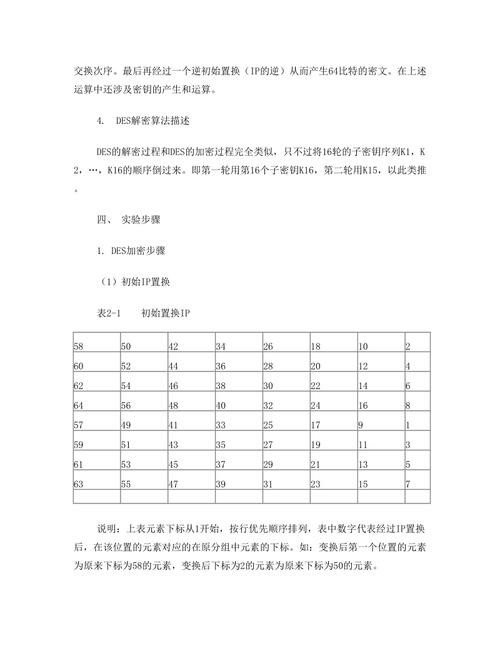 交换次序。最后再经过一个逆初始置换（IP的逆）从而产生64比特的密文。在上述
运算中还涉及密钥的产生和运算。
4. DES解密算法描述
DES的解密过程和DES的加密过程完全类似，只不过将16轮的子密钥序列K1，K
2，…，K16的顺序倒过来。即第一轮用第16个子密钥K16，第二轮用K15，以此类推
。
四、 实验步骤
1. DES加密步骤
（1）初始IP置换
表2-1 初始置换IP
58 50 42 34 26 18 10 2
60 52 44 36 28 20 12 4
62 54 46 38 30 22 14 6
64 56 48 40 32 24 16 8
57 49 41 33 25 17 9 1
59 51 43 35 27 19 11 3
61 53 45 37 29 21 13 5
63 55 47 39 31 23 15 7
说明：上表元素下标从1开始，按行优先顺序排列，表中数字代表经过IP置换
后，在该位置的元素对应的在原分组中元素的下标。如：变换后第一个位置的元素
为原来下标为58的元素，变换后下标为2的元素为原来下标为50的元素。